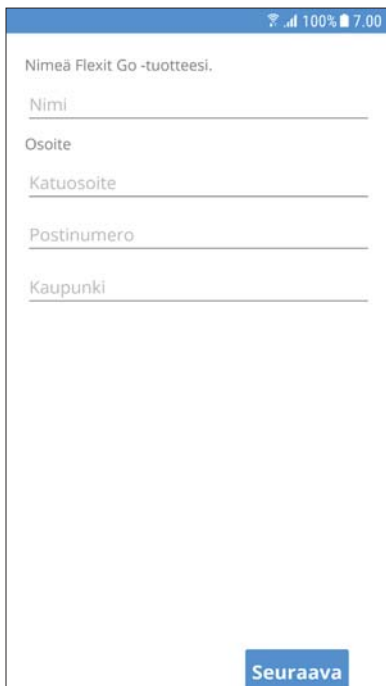 100% 7.00
Nimeä Flexit Go -tuotteesi.
Nimi
Osoite
Katuosoite
Postinumero
Kaupunki
Seuraava